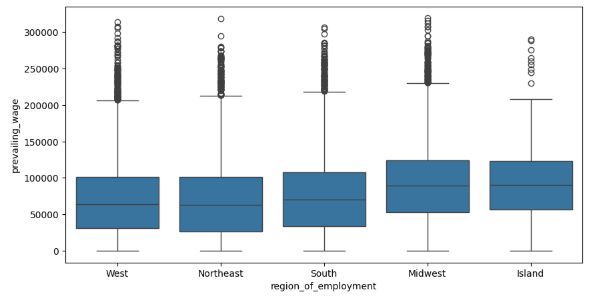 300000
250000
200000
150000
100000
50000
0
prevailing_wage
West Northeast South Midwest Island
region_of_employment